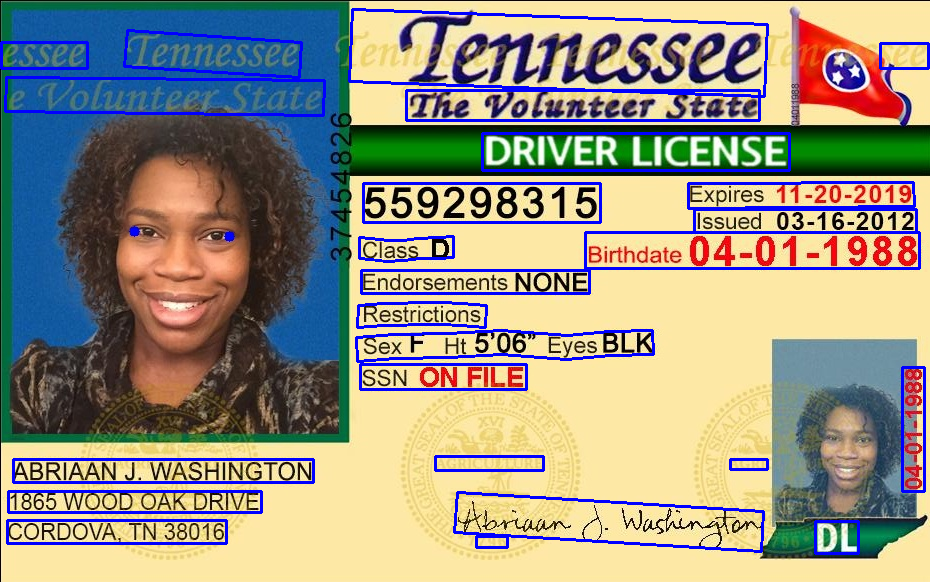 Tennessee
Tennessee
The Volunteer State
e Volunteer State
DRIVER LICENSE
04011988
37454826
559298315
Expires 11-20-2019
Issued 03-16-2012
Class D
Birthdate 04-01-1988
Endorsements NONE
Restrictions
Sex F Ht 5'06" Eyes BLK
SSN ON FILE
04-01-1988
AGRICULTURE
ABRIAAN J. WASHINGTON
1865 WOOD OAK DRIVE
CORDOVA, TN 38016
Abriaan J. Washington
DL